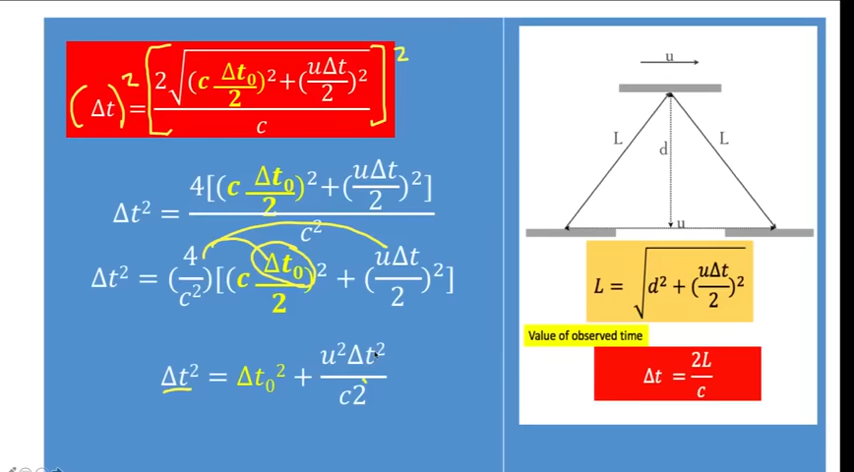 (Δt)² = [2√((c Δt₀/2)² + (uΔt/2)²) / c]²
Δt² = 4[(c Δt₀/2)² + (uΔt/2)²] / c²
Δt² = (4/c²)[(c Δt₀/2)² + (uΔt/2)²]
Δt² = Δt₀² + u²Δt²/c2
u
L
d
L
u
L = √(d² + (uΔt/2)²)
Value of observed time
Δt = 2L/c